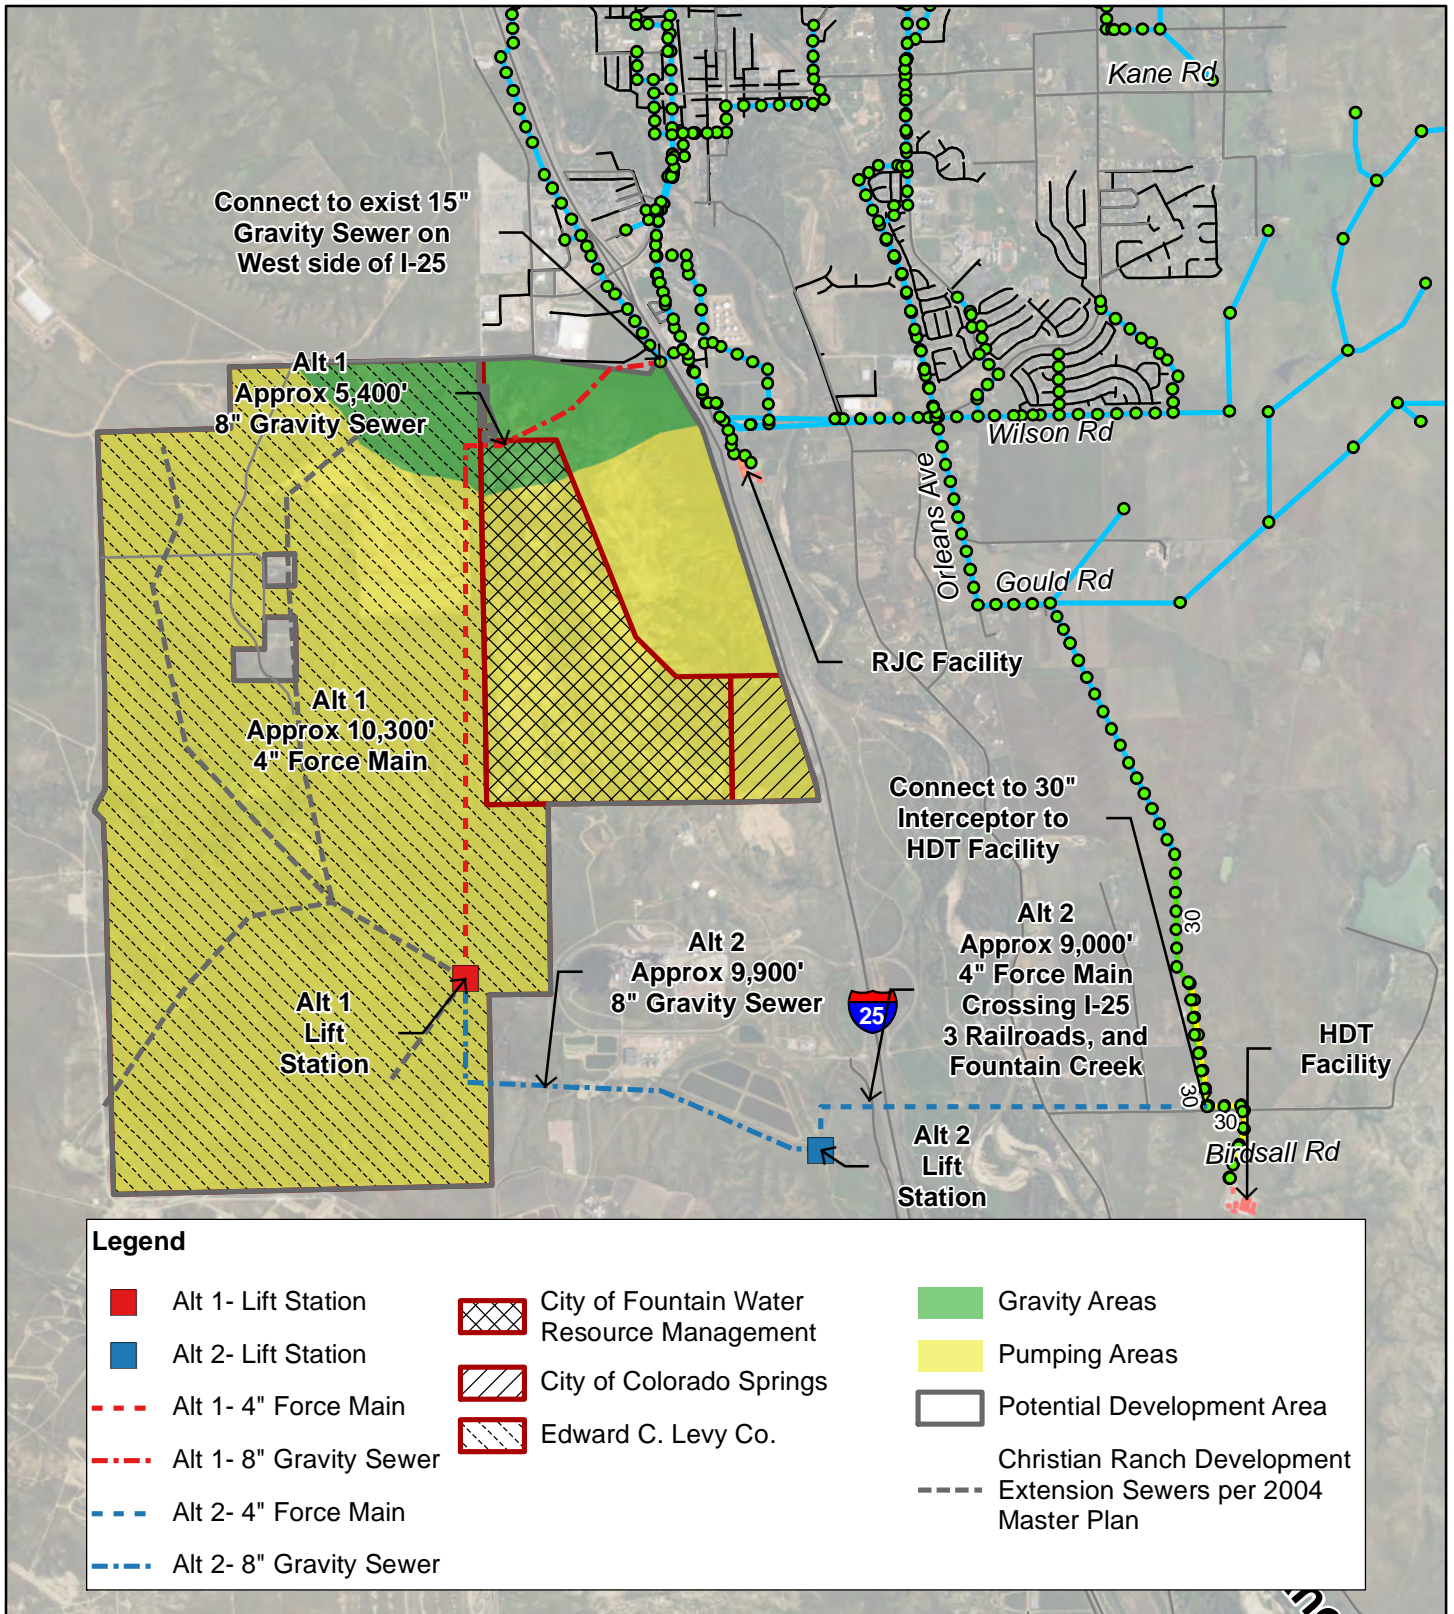 Kane Rd
Connect to exist 15"
Gravity Sewer on
West side of I-25
Alt 1
Approx 5,400'
8" Gravity Sewer
Wilson Rd
Orleans Ave
Gould Rd
RJC Facility
Alt 1
Approx 10,300'
4" Force Main
Connect to 30"
Interceptor to
HDT Facility
30
Alt 2
Approx 9,900'
8" Gravity Sewer
25
Alt 2
Approx 9,000'
4" Force Main
Crossing I-25
3 Railroads, and
Fountain Creek
Alt 1
Lift
Station
HDT
Facility
30
30
Birdsall Rd
Alt 2
Lift
Station
Legend
Alt 1- Lift Station
Alt 2- Lift Station
Alt 1- 4" Force Main
Alt 1- 8" Gravity Sewer
Alt 2- 4" Force Main
Alt 2- 8" Gravity Sewer
City of Fountain Water
Resource Management
City of Colorado Springs
Edward C. Levy Co.
Gravity Areas
Pumping Areas
Potential Development Area
Christian Ranch Development
Extension Sewers per 2004
Master Plan